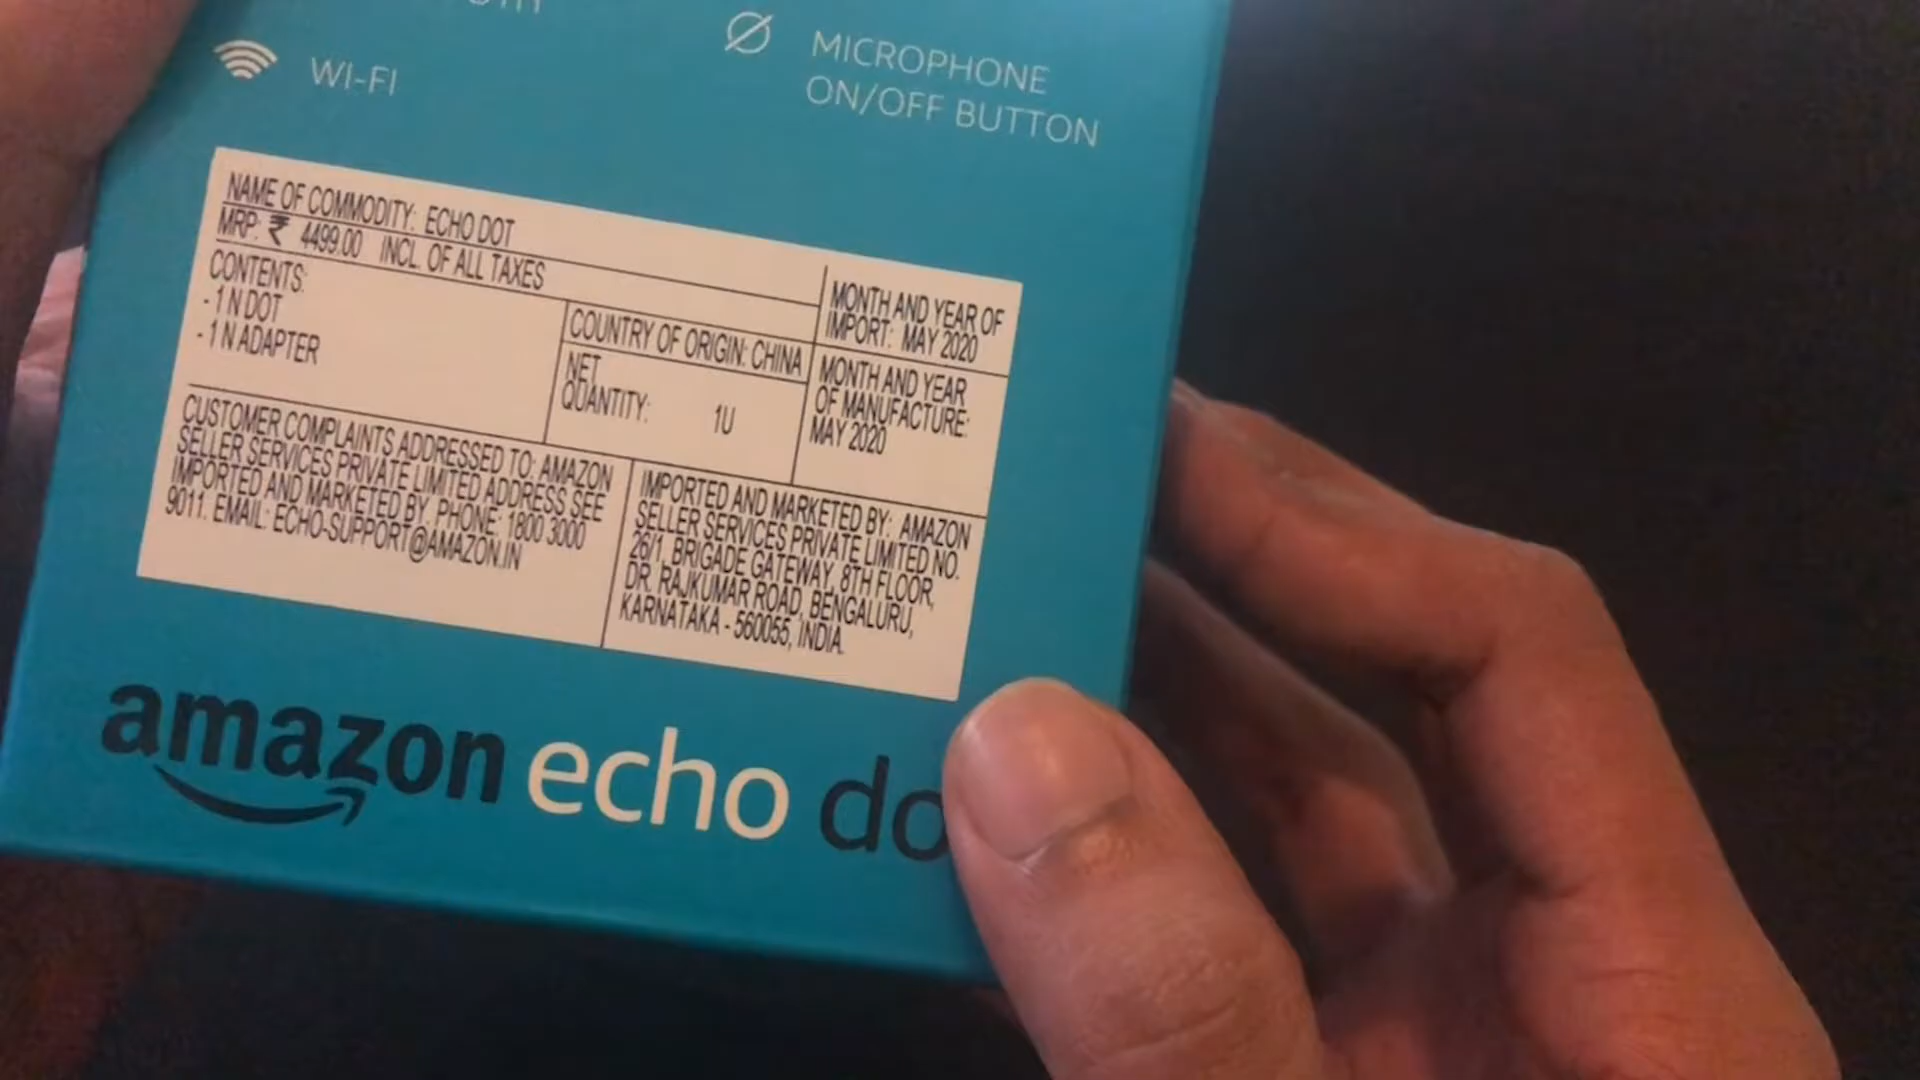 WI-FI
MICROPHONE
ON/OFF BUTTON
NAME OF COMMODITY: ECHO DOT
MRP: ₹ 4499.00 INCL. OF ALL TAXES
MONTH AND YEAR OF
IMPORT: MAY 2020
CONTENTS:
- 1 N DOT
- 1 N ADAPTER
COUNTRY OF ORIGIN: CHINA
NET
QUANTITY: 1U
MONTH AND YEAR
OF MANUFACTURE:
MAY 2020
CUSTOMER COMPLAINTS ADDRESSED TO: AMAZON
SELLER SERVICES PRIVATE LIMITED ADDRESS SEE
IMPORTED AND MARKETED BY. PHONE: 1800 3000
9011. EMAIL: ECHO-SUPPORT@AMAZON.IN
IMPORTED AND MARKETED BY: AMAZON
SELLER SERVICES PRIVATE LIMITED NO.
26/1, BRIGADE GATEWAY, 8TH FLOOR,
DR. RAJKUMAR ROAD, BENGALURU,
KARNATAKA - 560055, INDIA.
amazon echo do